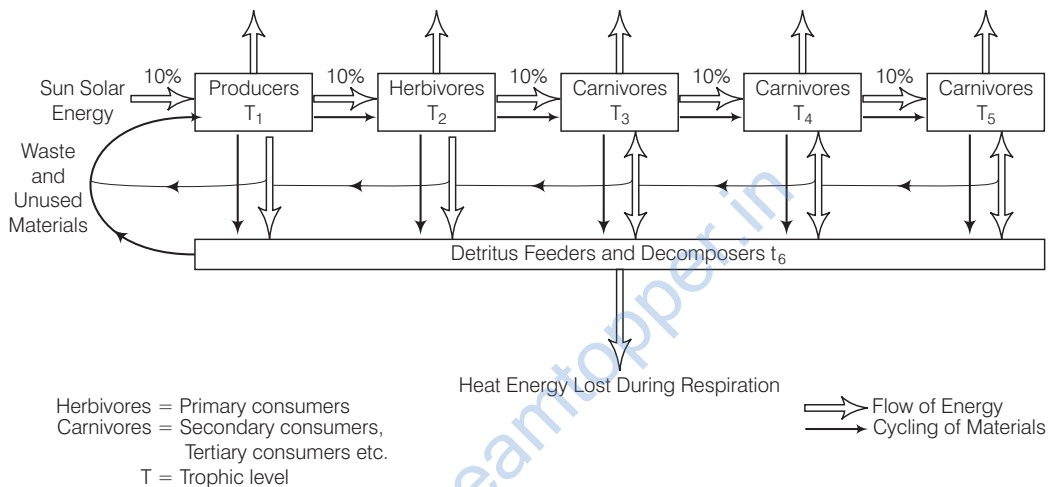 10% 10% 10% 10% 10%
Sun Solar
Energy
Producers
T1
Herbivores
T2
Carnivores
T3
Carnivores
T4
Carnivores
T5
Waste
and
Unused
Materials
Detritus Feeders and Decomposers t6
Heat Energy Lost During Respiration
Herbivores = Primary consumers
Carnivores = Secondary consumers,
Tertiary consumers etc.
T = Trophic level
Flow of Energy
Cycling of Materials
eamtopper.in